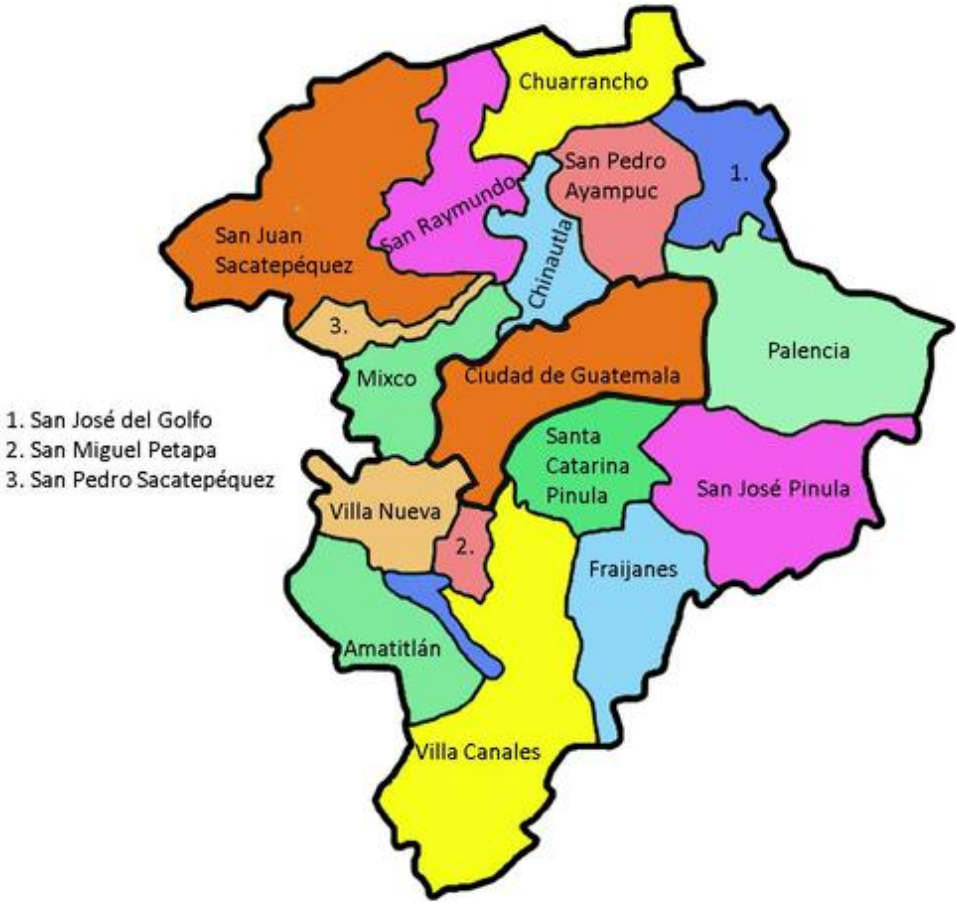 Chuarrancho
San Pedro
Ayampuc
1.
San Raymundo
San Juan
Sacatepéquez
Chinautla
3.
Palencia
Mixco
Ciudad de Guatemala
1. San José del Golfo
2. San Miguel Petapa
3. San Pedro Sacatepéquez
Santa
Catarina
Pinula
San José Pinula
Villa Nueva
2.
Fraijanes
Amatitlán
Villa Canales